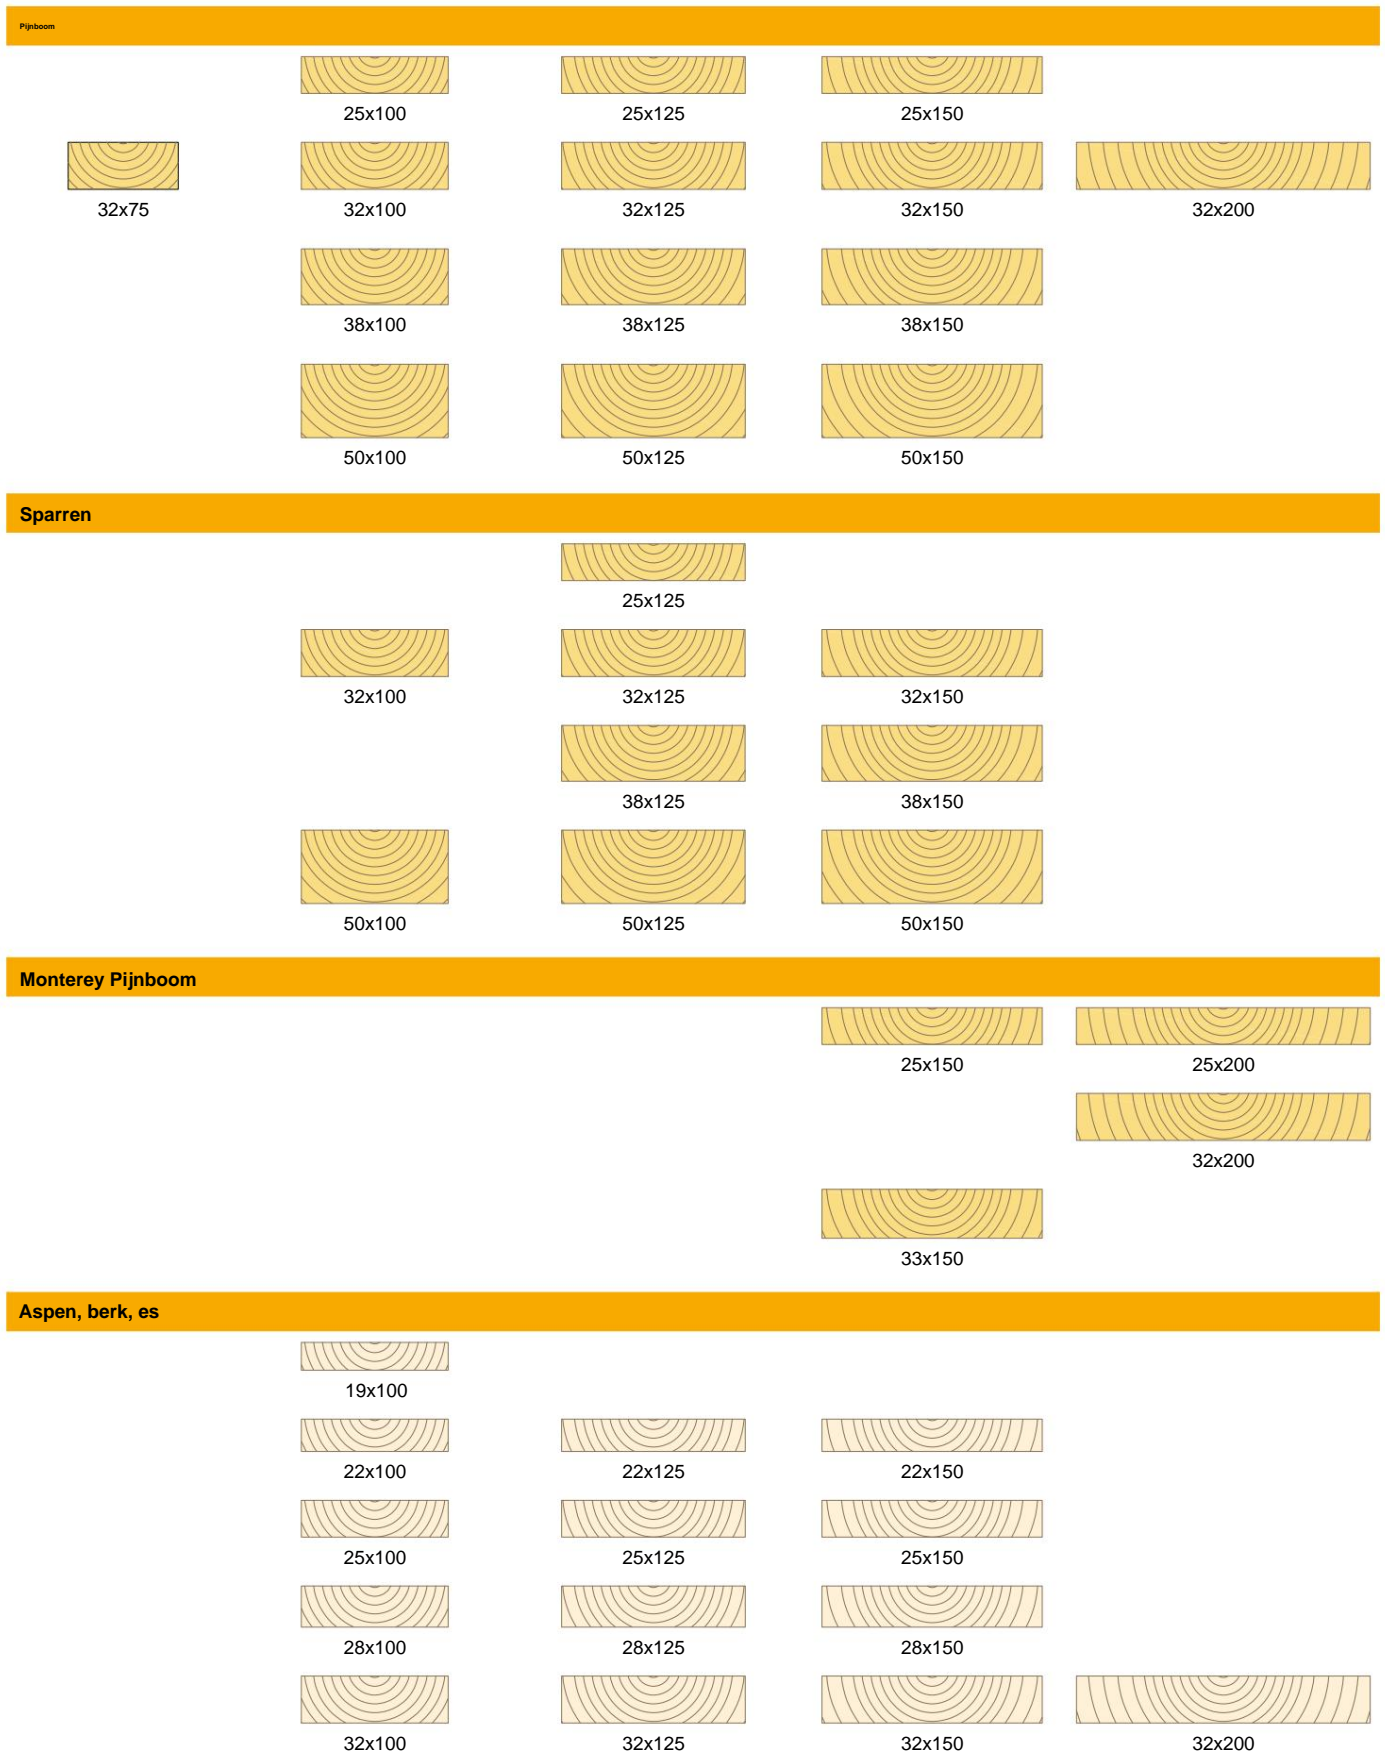 Pijnboom
25x100 25x125 25x150
32x75 32x100 32x125 32x150 32x200
38x100 38x125 38x150
50x100 50x125 50x150
Sparren
25x125
32x100 32x125 32x150
38x125 38x150
50x100 50x125 50x150
Monterey Pijnboom
25x150 25x200
32x200
33x150
Aspen, berk, es
19x100
22x100 22x125 22x150
25x100 25x125 25x150
28x100 28x125 28x150
32x100 32x125 32x150 32x200